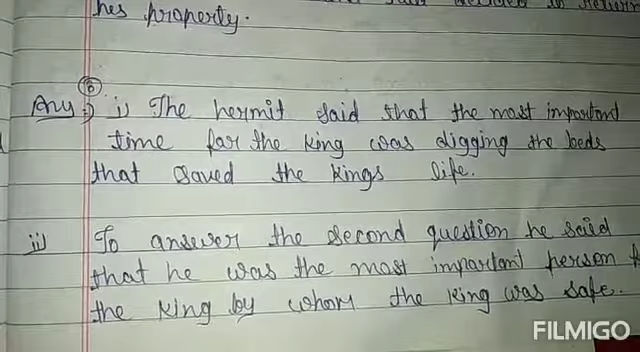 hes property.
Ans 6) i) The hermit said that the most important
time for the king was digging the beds
that saved the kings life.
ii) To answer the second question he said
that he was the most important person
the king by whom the king was safe.
FILMIGO